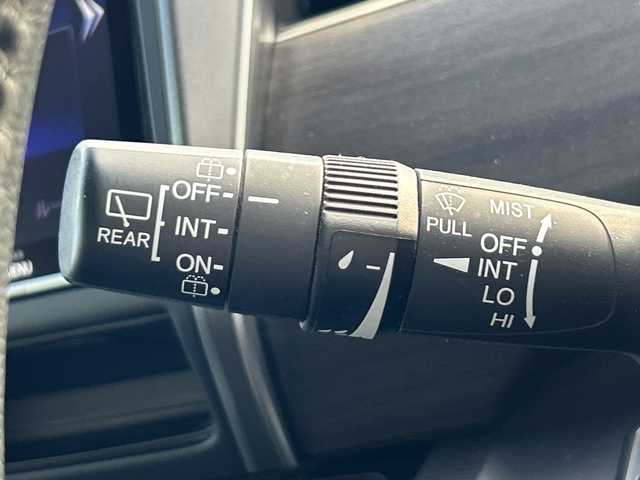 OFF
INT
ON
REAR
PULL
MIST
OFF
INT
LO
HI